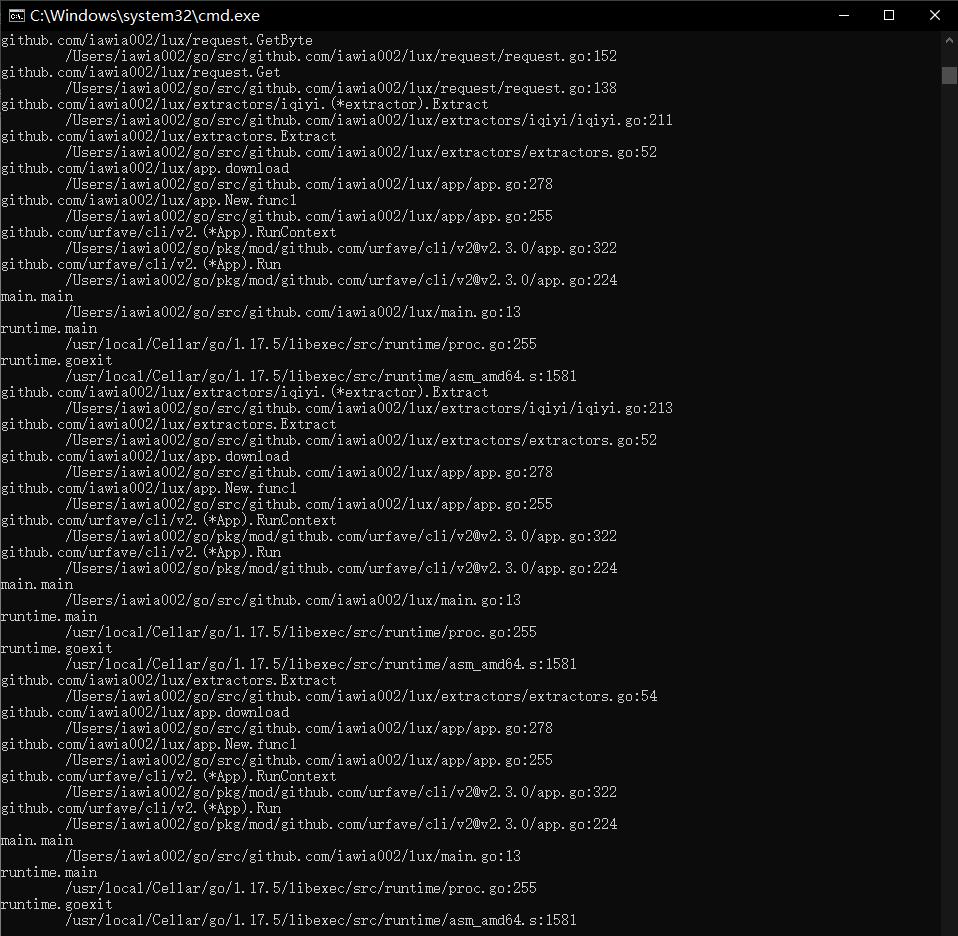 C:\Windows\system32\cmd.exe
github.com/iawia002/lux/request.GetByte
/Users/iawia002/go/src/github.com/iawia002/lux/request/request.go:152
github.com/iawia002/lux/request.Get
/Users/iawia002/go/src/github.com/iawia002/lux/request/request.go:138
github.com/iawia002/lux/extractors/iqiyi.(*extractor).Extract
/Users/iawia002/go/src/github.com/iawia002/lux/extractors/iqiyi/iqiyi.go:211
github.com/iawia002/lux/extractors.Extract
/Users/iawia002/go/src/github.com/iawia002/lux/extractors/extractors.go:52
github.com/iawia002/lux/app.download
/Users/iawia002/go/src/github.com/iawia002/lux/app/app.go:278
github.com/iawia002/lux/app.New.func1
/Users/iawia002/go/src/github.com/iawia002/lux/app/app.go:255
github.com/urfave/cli/v2.(*App).RunContext
/Users/iawia002/go/pkg/mod/github.com/urfave/cli/v2@v2.3.0/app.go:322
github.com/urfave/cli/v2.(*App).Run
/Users/iawia002/go/pkg/mod/github.com/urfave/cli/v2@v2.3.0/app.go:224
main.main
/Users/iawia002/go/src/github.com/iawia002/lux/main.go:13
runtime.main
/usr/local/Cellar/go/1.17.5/libexec/src/runtime/proc.go:255
runtime.goexit
/usr/local/Cellar/go/1.17.5/libexec/src/runtime/asm_amd64.s:1581
github.com/iawia002/lux/extractors/iqiyi.(*extractor).Extract
/Users/iawia002/go/src/github.com/iawia002/lux/extractors/iqiyi/iqiyi.go:213
github.com/iawia002/lux/extractors.Extract
/Users/iawia002/go/src/github.com/iawia002/lux/extractors/extractors.go:52
github.com/iawia002/lux/app.download
/Users/iawia002/go/src/github.com/iawia002/lux/app/app.go:278
github.com/iawia002/lux/app.New.func1
/Users/iawia002/go/src/github.com/iawia002/lux/app/app.go:255
github.com/urfave/cli/v2.(*App).RunContext
/Users/iawia002/go/pkg/mod/github.com/urfave/cli/v2@v2.3.0/app.go:322
github.com/urfave/cli/v2.(*App).Run
/Users/iawia002/go/pkg/mod/github.com/urfave/cli/v2@v2.3.0/app.go:224
main.main
/Users/iawia002/go/src/github.com/iawia002/lux/main.go:13
runtime.main
/usr/local/Cellar/go/1.17.5/libexec/src/runtime/proc.go:255
runtime.goexit
/usr/local/Cellar/go/1.17.5/libexec/src/runtime/asm_amd64.s:1581
github.com/iawia002/lux/extractors.Extract
/Users/iawia002/go/src/github.com/iawia002/lux/extractors/extractors.go:54
github.com/iawia002/lux/app.download
/Users/iawia002/go/src/github.com/iawia002/lux/app/app.go:278
github.com/iawia002/lux/app.New.func1
/Users/iawia002/go/src/github.com/iawia002/lux/app/app.go:255
github.com/urfave/cli/v2.(*App).RunContext
/Users/iawia002/go/pkg/mod/github.com/urfave/cli/v2@v2.3.0/app.go:322
github.com/urfave/cli/v2.(*App).Run
/Users/iawia002/go/pkg/mod/github.com/urfave/cli/v2@v2.3.0/app.go:224
main.main
/Users/iawia002/go/src/github.com/iawia002/lux/main.go:13
runtime.main
/usr/local/Cellar/go/1.17.5/libexec/src/runtime/proc.go:255
runtime.goexit
/usr/local/Cellar/go/1.17.5/libexec/src/runtime/asm_amd64.s:1581